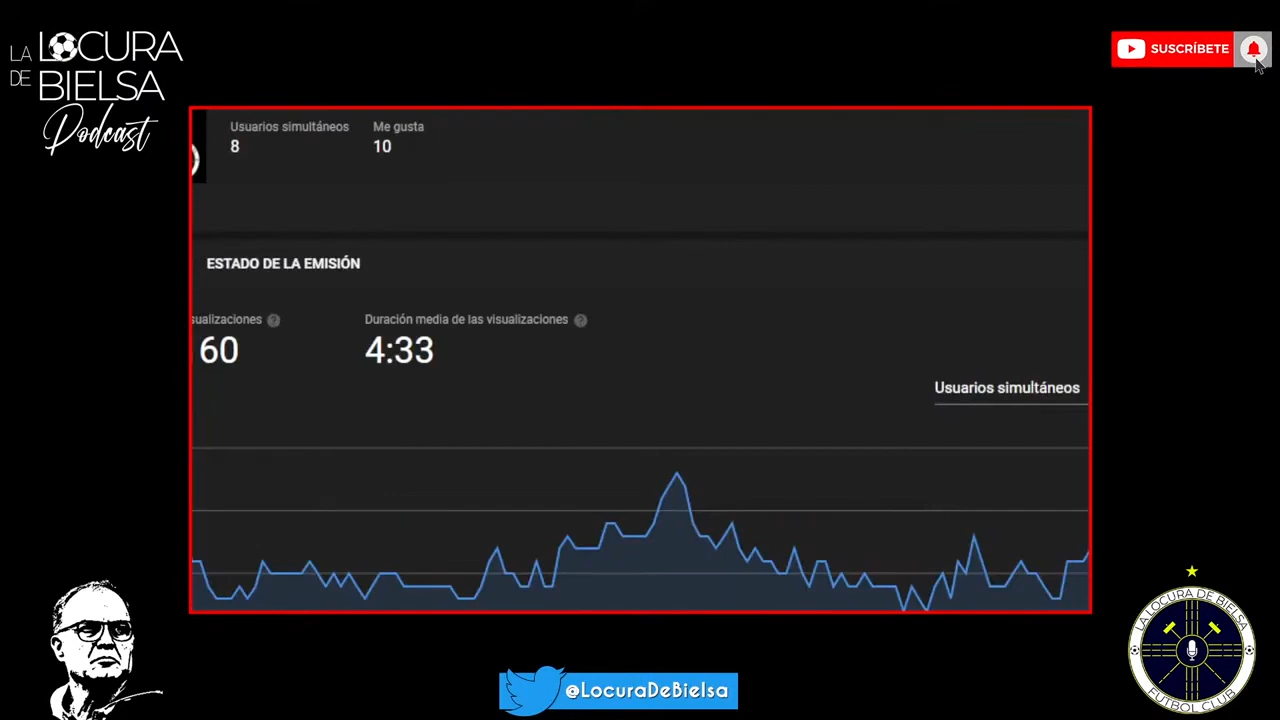 LA LOCURA
DE BIELSA
Podcast
SUSCRÍBETE
Usuarios simultáneos
8
Me gusta
10
ESTADO DE LA EMISIÓN
sualizaciones
60
Duración media de las visualizaciones
4:33
Usuarios simultáneos
@LocuraDeBielsa
LA LOCURA DE BIELSA
FUTBOL CLUB